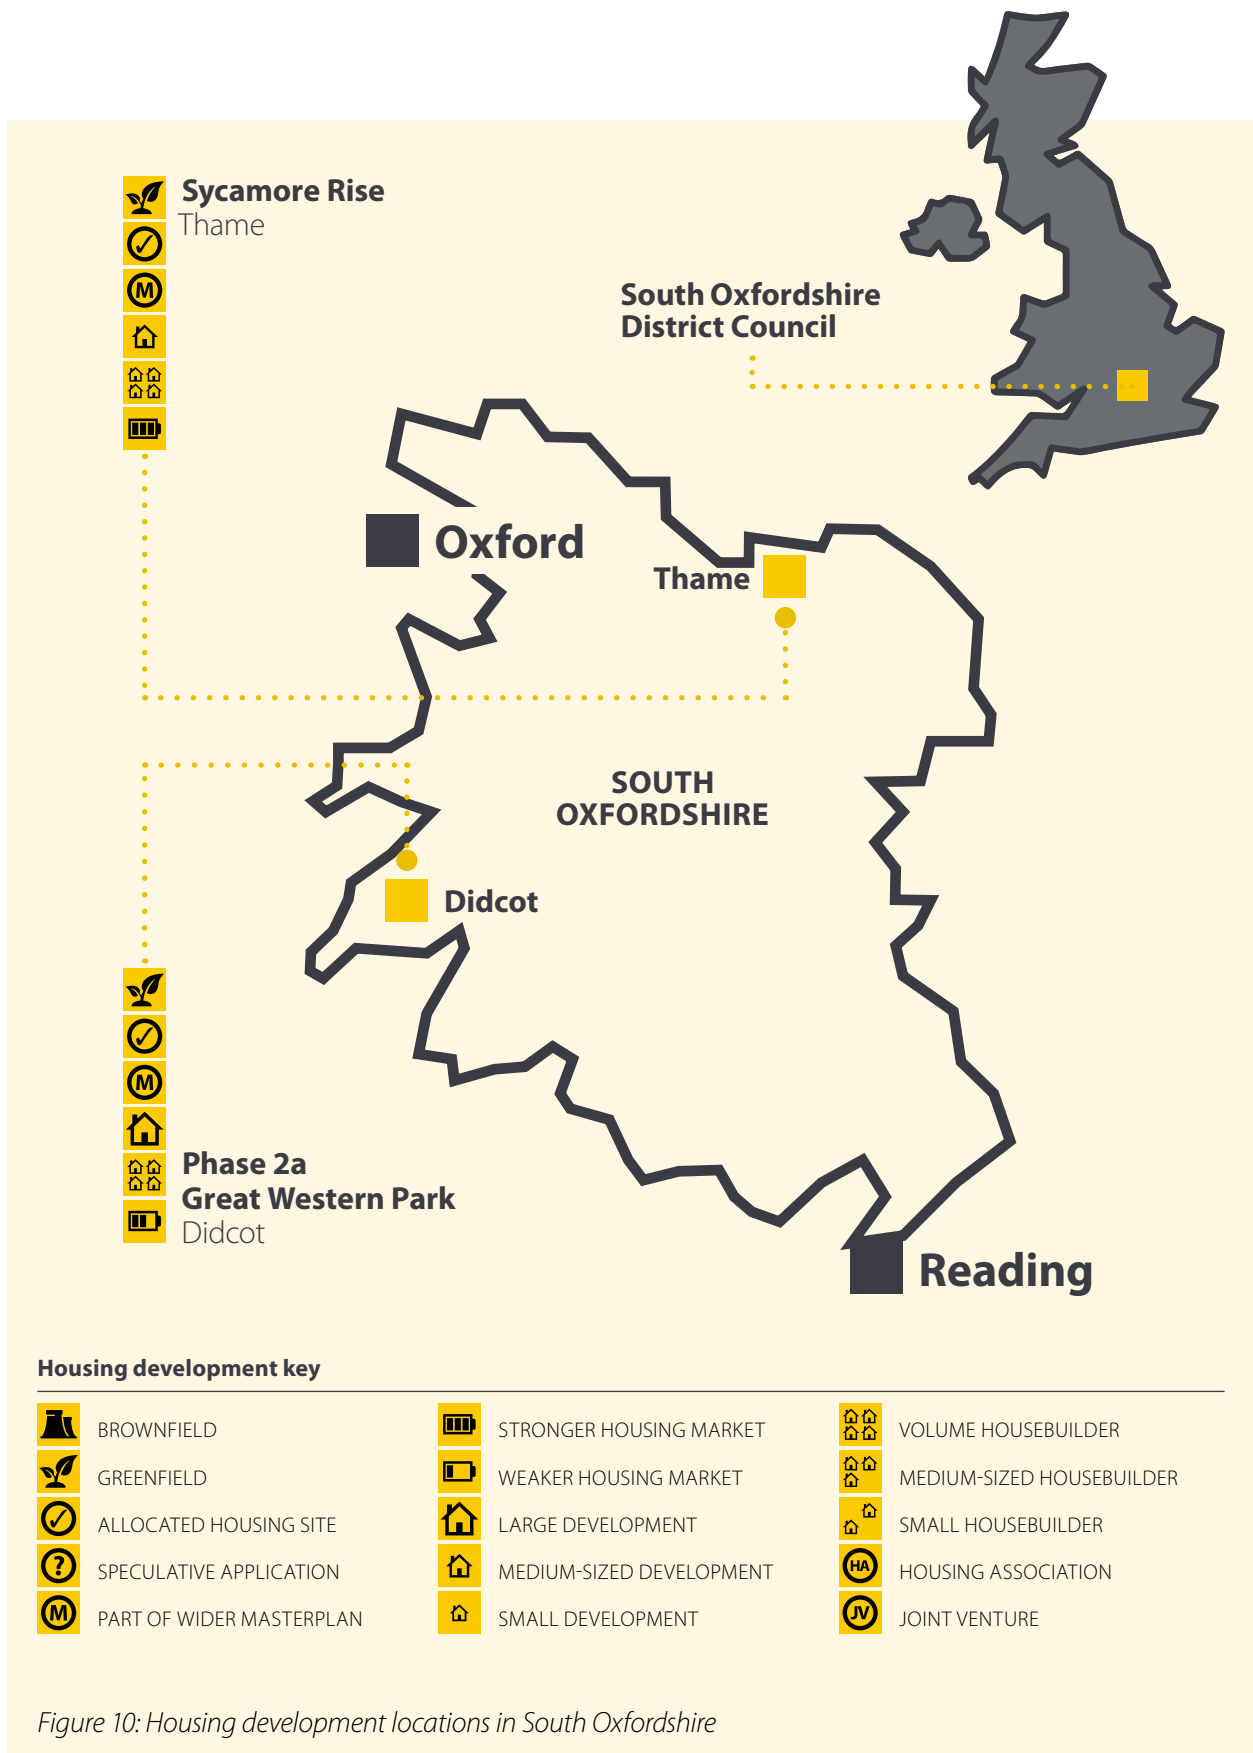 Sycamore Rise
Thame
M
South Oxfordshire
District Council
Oxford
Thame
SOUTH
OXFORDSHIRE
Didcot
M
Phase 2a
Great Western Park
Didcot
Reading
Housing development key
BROWNFIELD
GREENFIELD
ALLOCATED HOUSING SITE
? SPECULATIVE APPLICATION
M PART OF WIDER MASTERPLAN
STRONGER HOUSING MARKET
WEAKER HOUSING MARKET
LARGE DEVELOPMENT
MEDIUM-SIZED DEVELOPMENT
SMALL DEVELOPMENT
VOLUME HOUSEBUILDER
MEDIUM-SIZED HOUSEBUILDER
SMALL HOUSEBUILDER
HA HOUSING ASSOCIATION
JV JOINT VENTURE
Figure 10: Housing development locations in South Oxfordshire